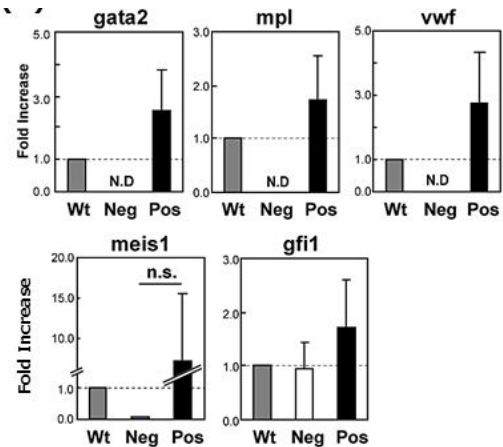 gata2
5.0
3.0
1.0
0.0
Fold Increase
N.D
Wt Neg Pos
mpl
3.0
2.0
1.0
0.0
N.D
Wt Neg Pos
vwf
5.0
3.0
1.0
0.0
N.D
Wt Neg Pos
meis1
20.0
15.0
10.0
1.0
0.0
Fold Increase
n.s.
Wt Neg Pos
gfi1
3.0
2.0
1.0
0.0
Wt Neg Pos